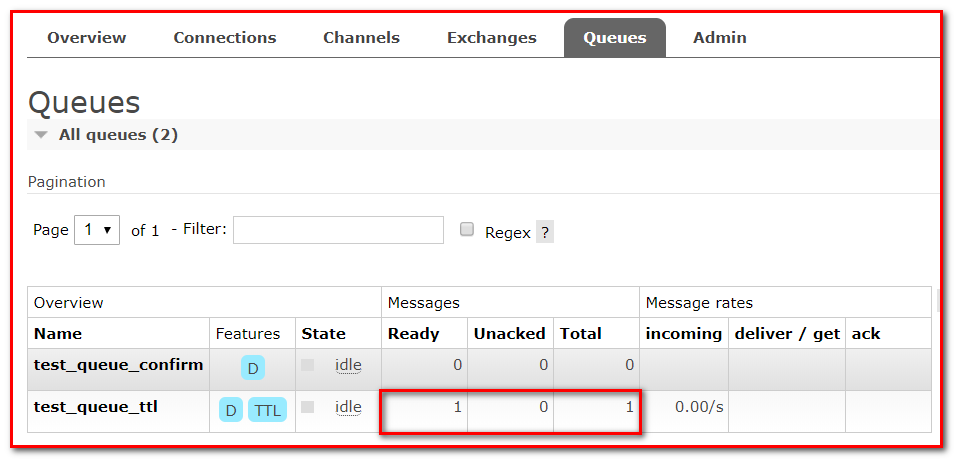 Overview Connections Channels Exchanges Queues Admin
Queues
All queues (2)
Pagination
Page 1 of 1 - Filter: Regex ?
Overview Messages Message rates
Name Features State Ready Unacked Total incoming deliver / get ack
test_queue_confirm D idle 0 0 0
test_queue_ttl D TTL idle 1 0 1 0.00/s